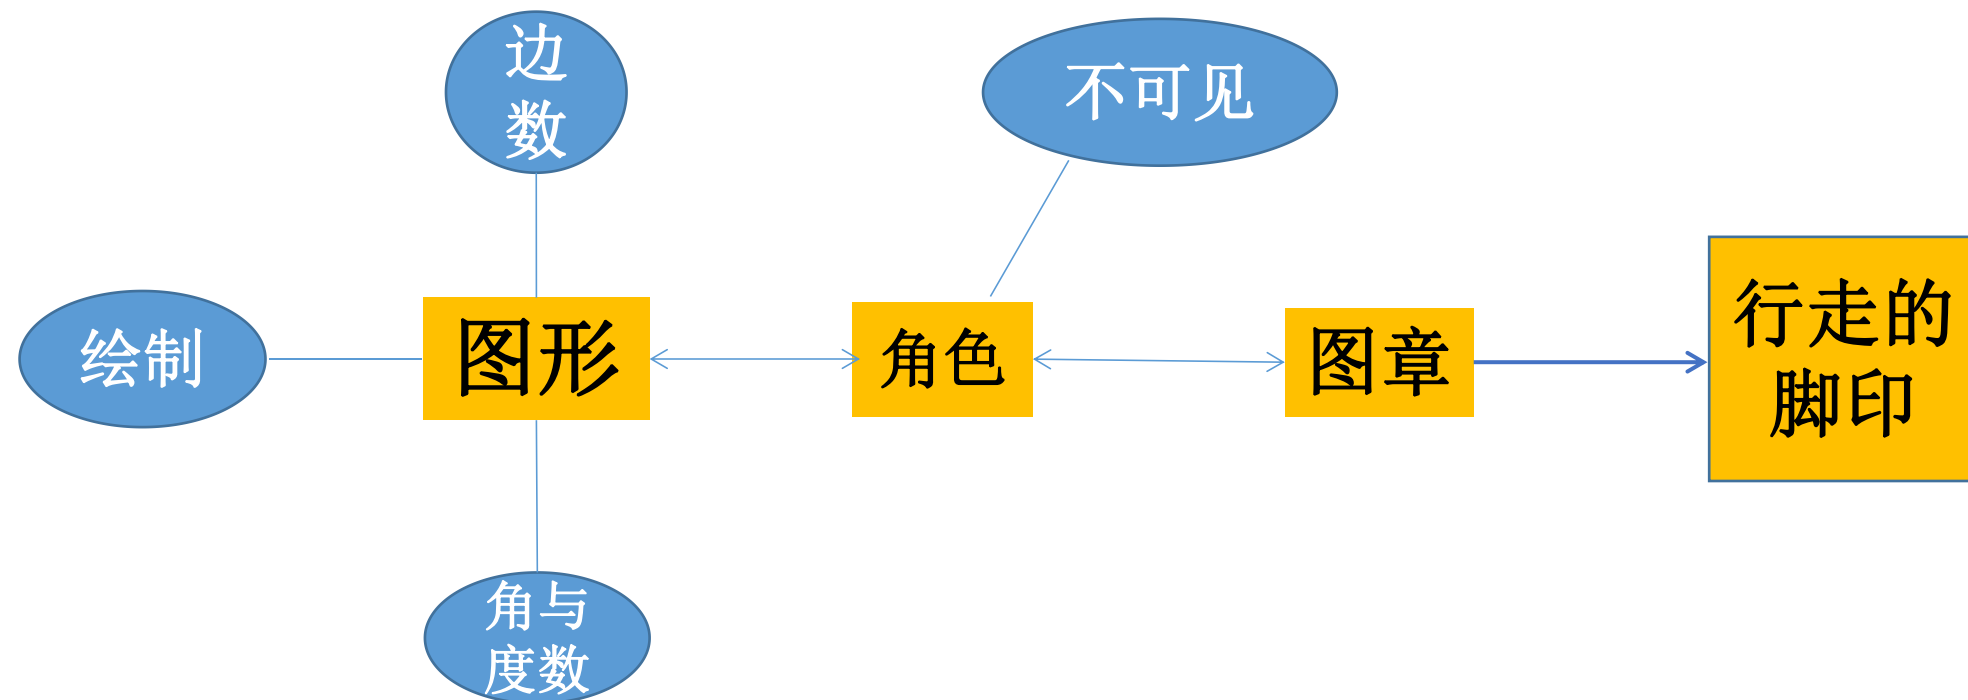 边
数
不可见
绘制
图形
角色
图章
行走的
脚印
角与
度数